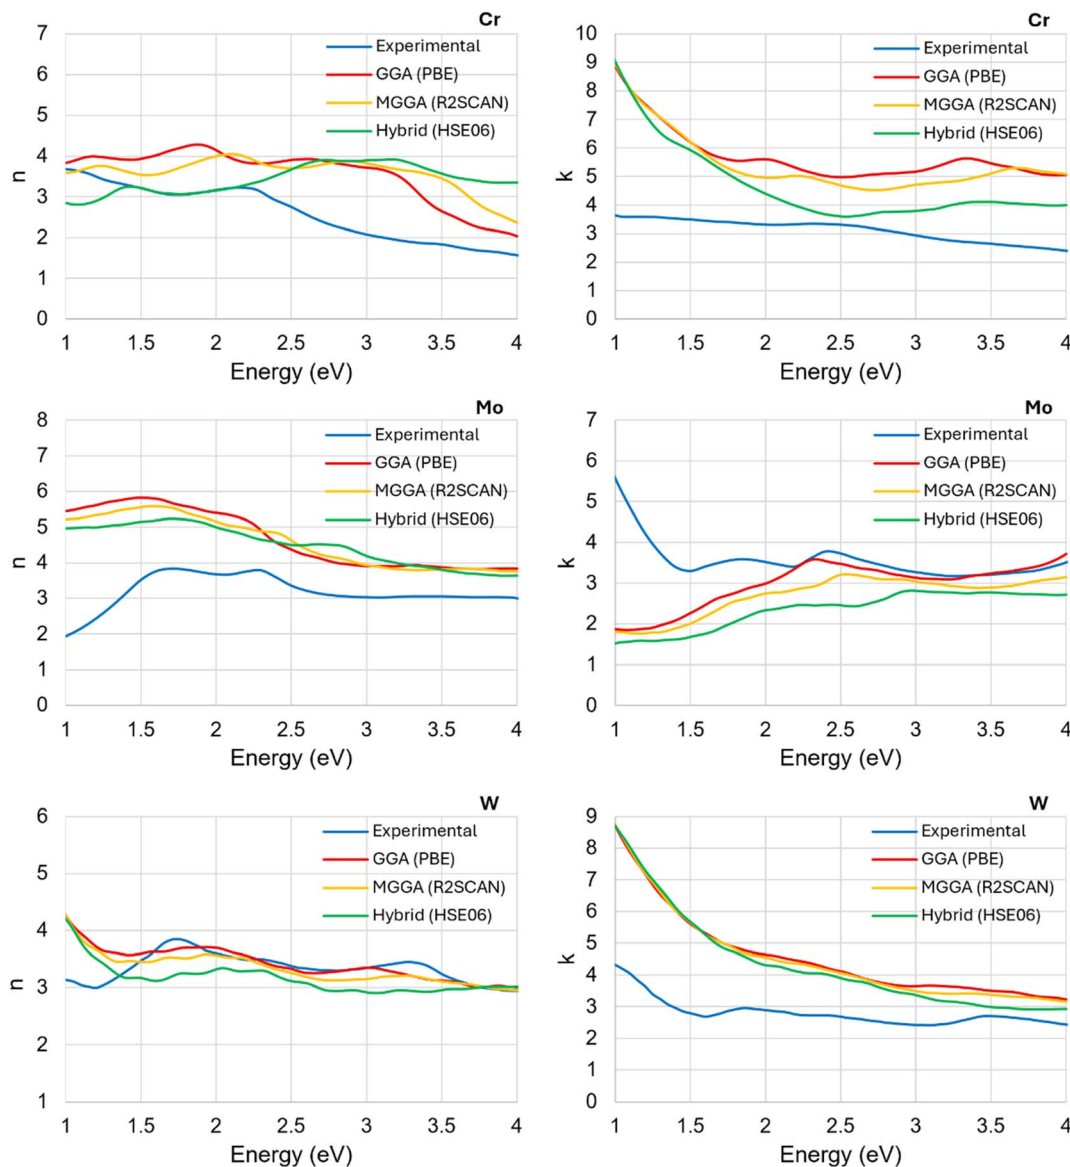 Cr
7
6
5
4
3
2
1
0
n
Experimental
GGA (PBE)
MGGA (R2SCAN)
Hybrid (HSE06)
1 1.5 2 2.5 3 3.5 4
Energy (eV)
Cr
10
9
8
7
6
5
4
3
2
1
0
k
Experimental
GGA (PBE)
MGGA (R2SCAN)
Hybrid (HSE06)
1 1.5 2 2.5 3 3.5 4
Energy (eV)
Mo
8
7
6
5
4
3
2
1
0
n
Experimental
GGA (PBE)
MGGA (R2SCAN)
Hybrid (HSE06)
1 1.5 2 2.5 3 3.5 4
Energy (eV)
Mo
7
6
5
4
3
2
1
0
k
Experimental
GGA (PBE)
MGGA (R2SCAN)
Hybrid (HSE06)
1 1.5 2 2.5 3 3.5 4
Energy (eV)
W
6
5
4
3
2
1
n
Experimental
GGA (PBE)
MGGA (R2SCAN)
Hybrid (HSE06)
1 1.5 2 2.5 3 3.5 4
Energy (eV)
W
9
8
7
6
5
4
3
2
1
0
k
Experimental
GGA (PBE)
MGGA (R2SCAN)
Hybrid (HSE06)
1 1.5 2 2.5 3 3.5 4
Energy (eV)